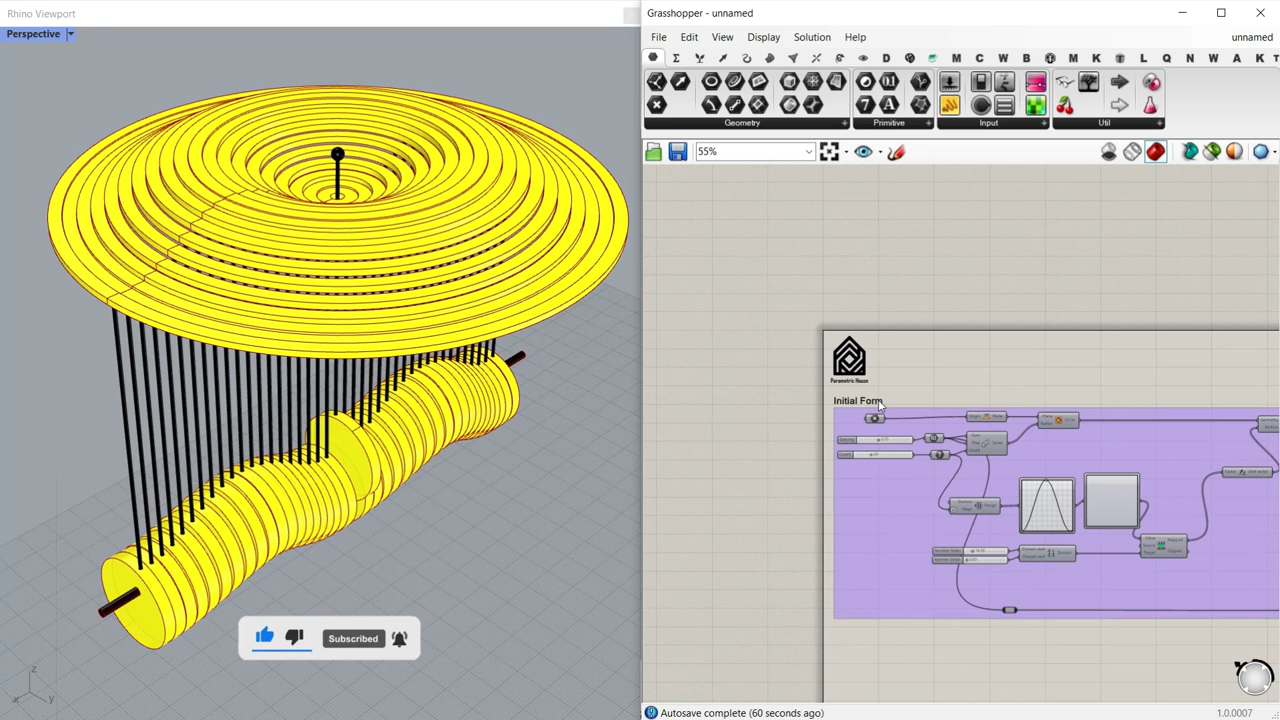 Rhino Viewport
Perspective
z
x
y
Subscribed
Grasshopper - unnamed
File Edit View Display Solution Help
unnamed
D M C W B M K L Q N W A K T
Geometry
Primitive
Input
Util
55%
Parametric House
Initial Form
Autosave complete (60 seconds ago)
1.0.0007